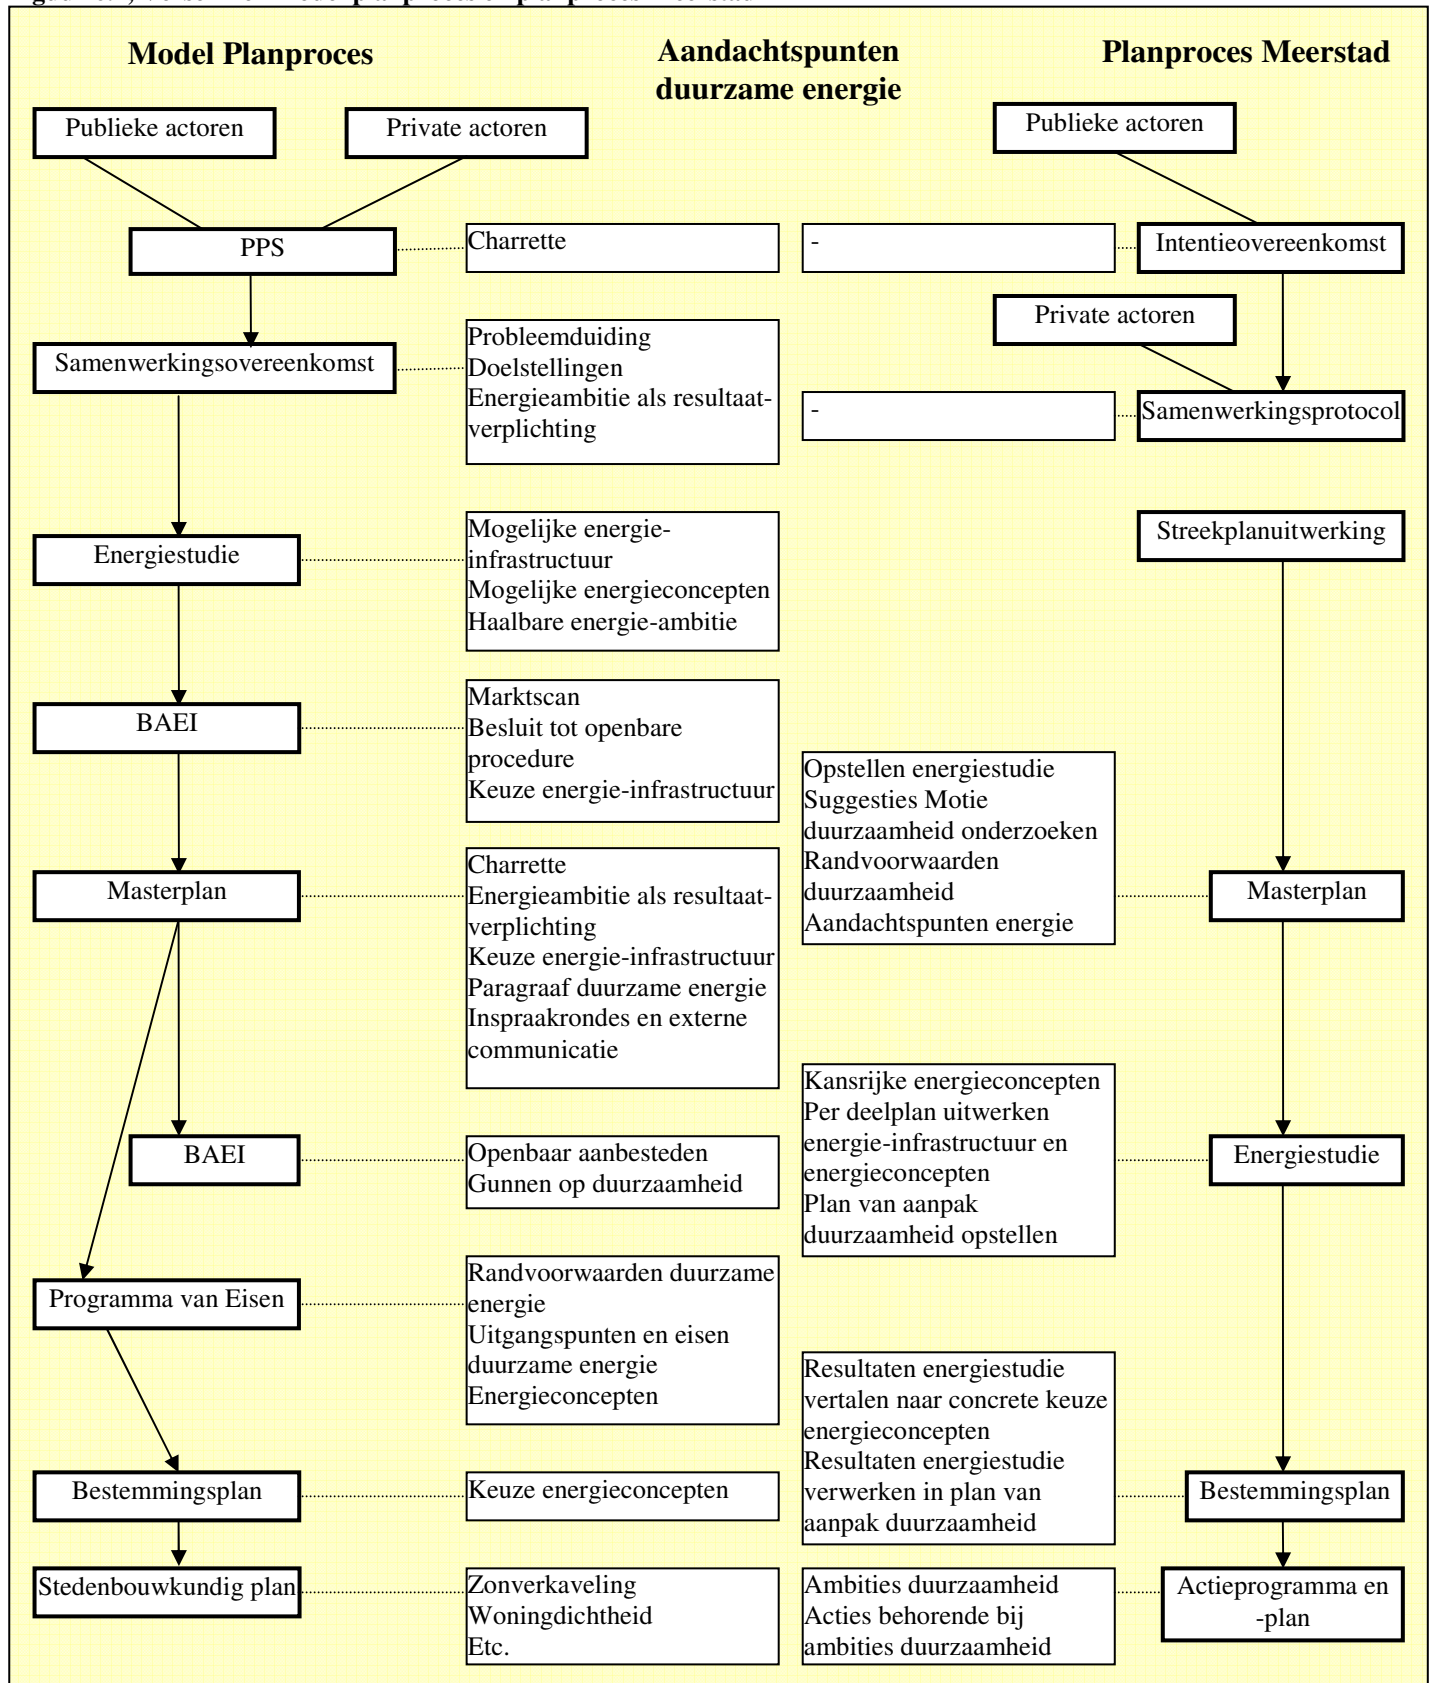 Model Planproces
Aandachtspunten
duurzame energie
Planproces Meerstad
Publieke actoren
Private actoren
Publieke actoren
PPS
Charrette
-
Intentieovereenkomst
Private actoren
Samenwerkingsovereenkomst
Probleemduiding
Doelstellingen
Energieambitie als resultaat-
verplichting
-
Samenwerkingsprotocol
Energiestudie
Mogelijke energie-
infrastructuur
Mogelijke energieconcepten
Haalbare energie-ambitie
Streekplanuitwerking
BAEI
Marktscan
Besluit tot openbare
procedure
Keuze energie-infrastructuur
Opstellen energiestudie
Suggesties Motie
duurzaamheid onderzoeken
Randvoorwaarden
duurzaamheid
Aandachtspunten energie
Masterplan
Masterplan
Charrette
Energieambitie als resultaat-
verplichting
Keuze energie-infrastructuur
Paragraaf duurzame energie
Inspraakrondes en externe
communicatie
Kansrijke energieconcepten
Per deelplan uitwerken
energie-infrastructuur en
energieconcepten
Plan van aanpak
duurzaamheid opstellen
Energiestudie
BAEI
Openbaar aanbesteden
Gunnen op duurzaamheid
Programma van Eisen
Randvoorwaarden duurzame
energie
Uitgangspunten en eisen
duurzame energie
Energieconcepten
Resultaten energiestudie
vertalen naar concrete keuze
energieconcepten
Resultaten energiestudie
verwerken in plan van
aanpak duurzaamheid
Bestemmingsplan
Bestemmingsplan
Keuze energieconcepten
Stedenbouwkundig plan
Zonverkaveling
Woningdichtheid
Etc.
Ambities duurzaamheid
Acties behorende bij
ambities duurzaamheid
Actieprogramma en
-plan